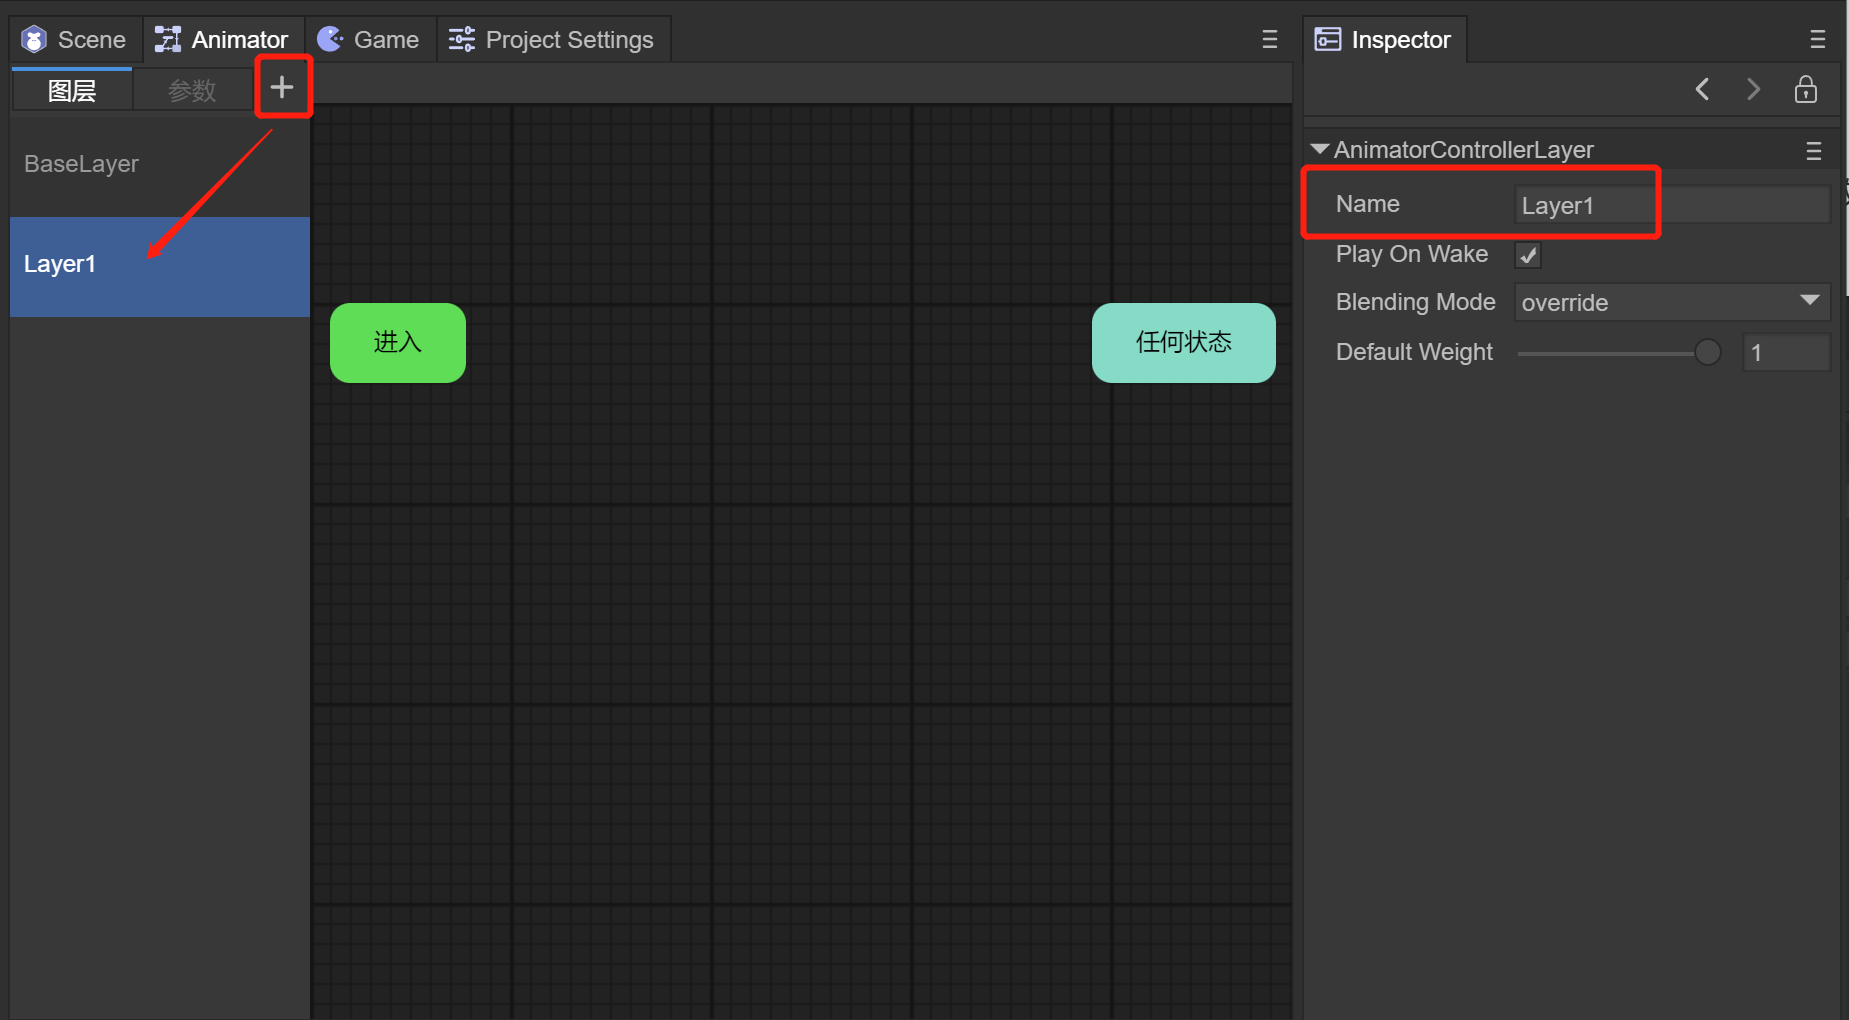 Scene
Animator
Game
Project Settings
Inspector
图层
参数
BaseLayer
Layer1
进入
任何状态
AnimatorControllerLayer
Name
Layer1
Play On Wake
Blending Mode
override
Default Weight
1